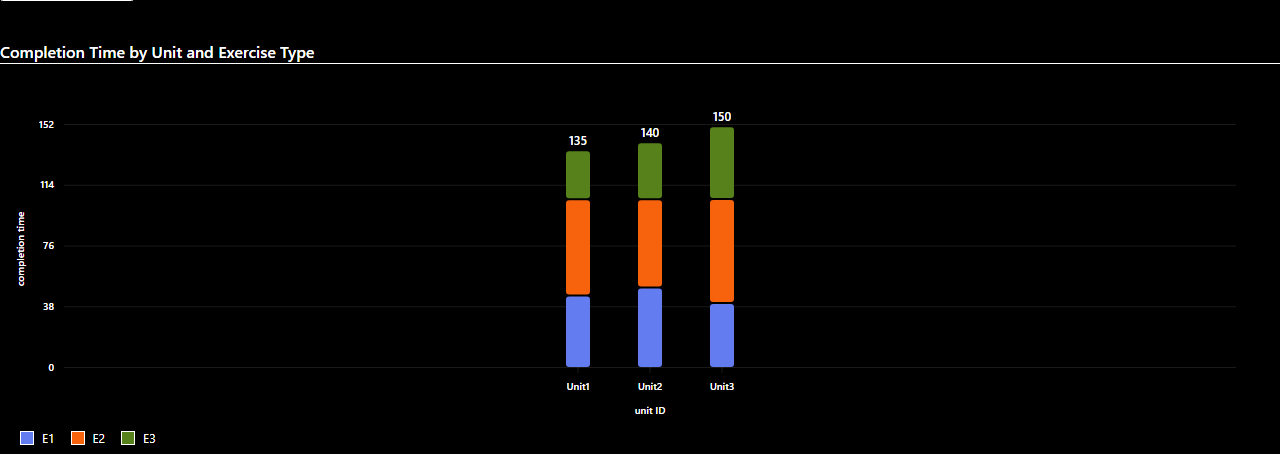 Completion Time by Unit and Exercise Type
135
140
150
152
114
76
38
0
completion time
Unit1 Unit2 Unit3
unit ID
E1 E2 E3